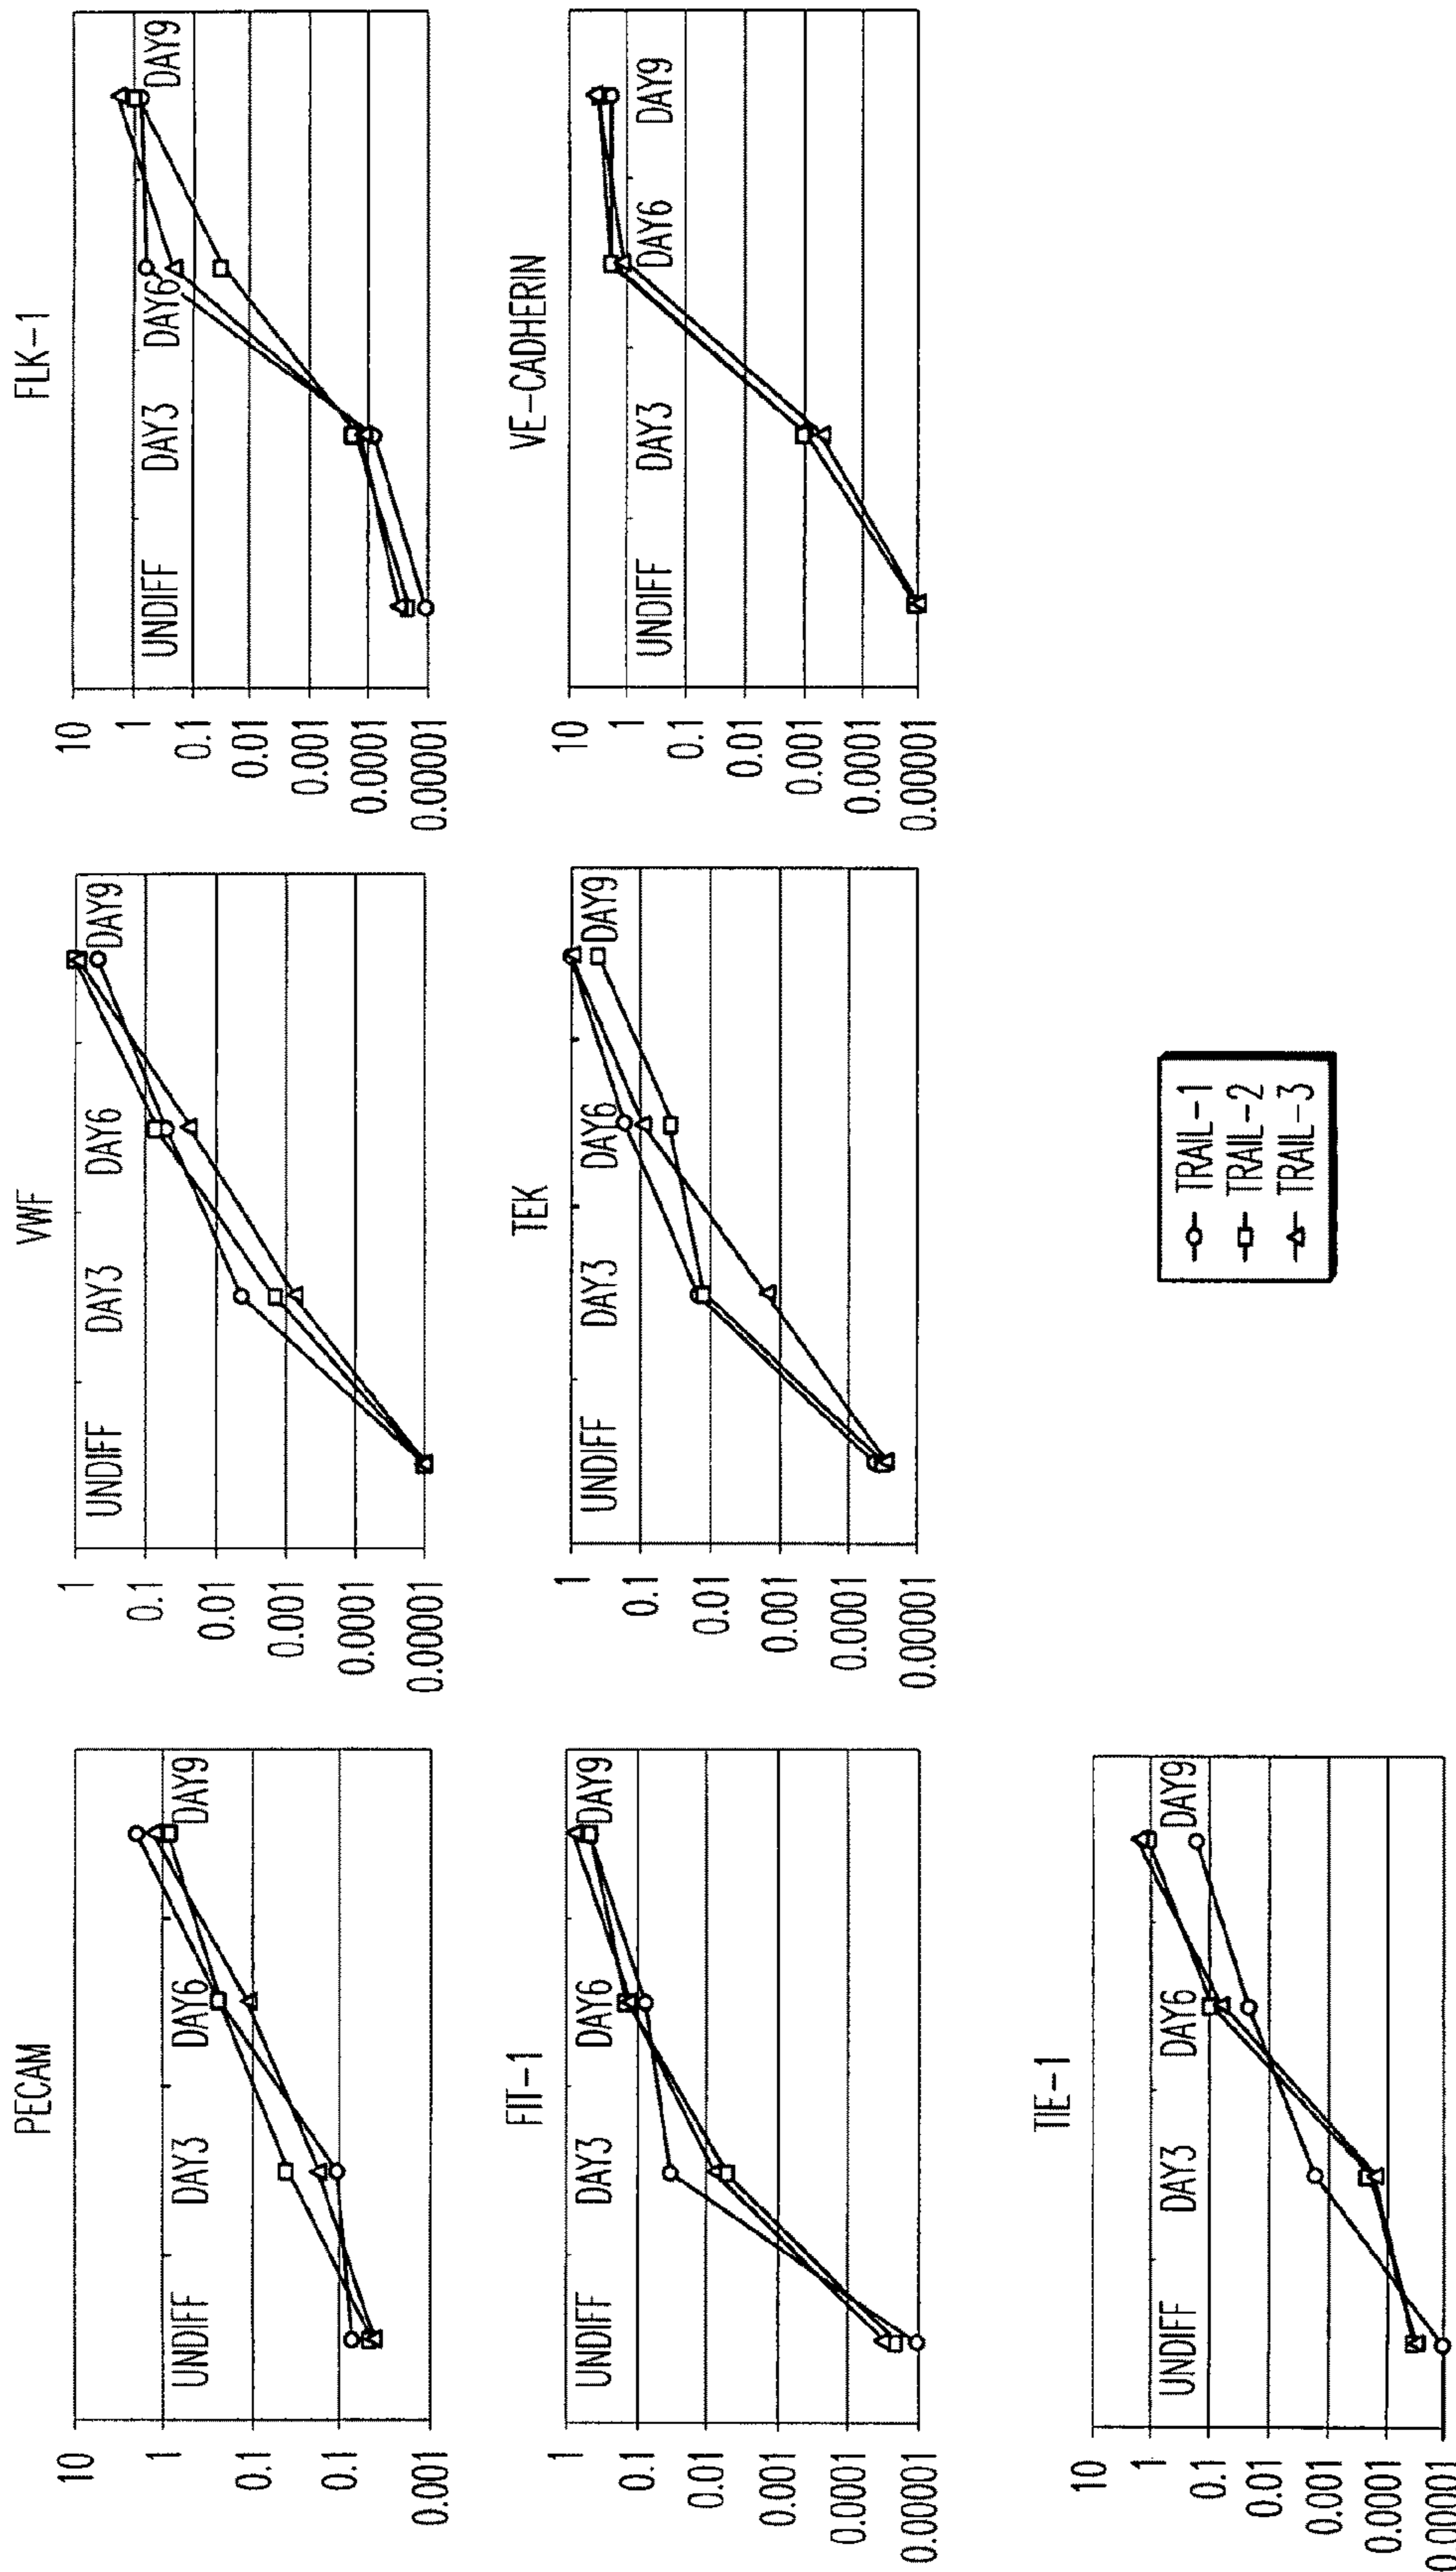 PECAM
10
1
0.1
0.1
0.001
UNDIFF DAY3 DAY6 DAY9
VWF
1
0.1
0.01
0.001
0.0001
0.00001
UNDIFF DAY3 DAY6 DAY9
FLK-1
10
1
0.1
0.01
0.001
0.0001
0.00001
UNDIFF DAY3 DAY6 DAY9
FIT-1
1
0.1
0.01
0.001
0.0001
0.00001
UNDIFF DAY3 DAY6 DAY9
TEK
1
0.1
0.01
0.001
0.0001
0.00001
UNDIFF DAY3 DAY6 DAY9
VE-CADHERIN
10
1
0.1
0.01
0.001
0.0001
0.00001
UNDIFF DAY3 DAY6 DAY9
TIE-1
10
1
0.1
0.01
0.001
0.0001
0.00001
UNDIFF DAY3 DAY6 DAY9
TRAIL-1
TRAIL-2
TRAIL-3